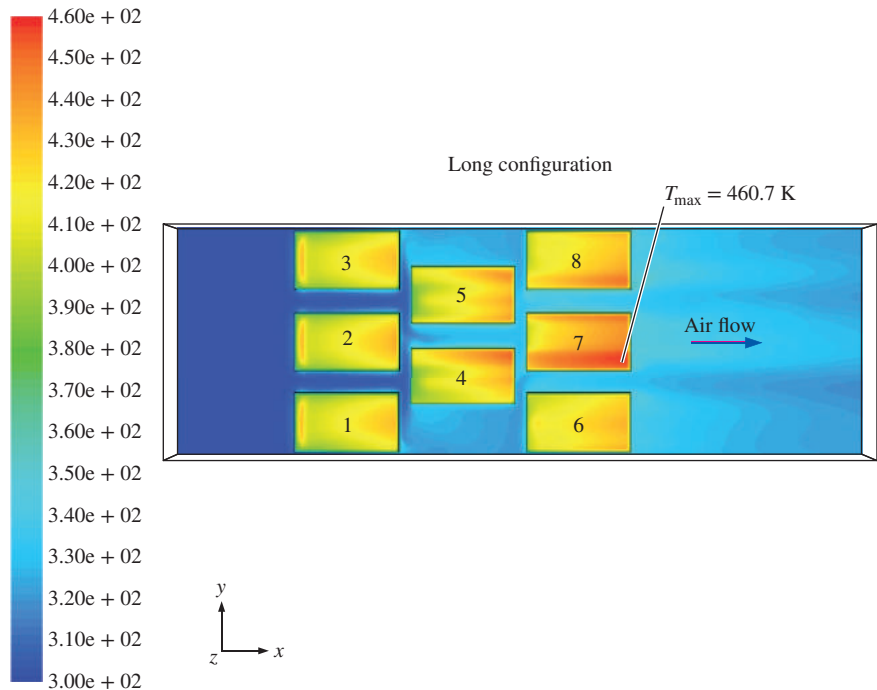 4.60e + 02
4.50e + 02
4.40e + 02
4.30e + 02
4.20e + 02
4.10e + 02
4.00e + 02
3.90e + 02
3.80e + 02
3.70e + 02
3.60e + 02
3.50e + 02
3.40e + 02
3.30e + 02
3.20e + 02
3.10e + 02
3.00e + 02
Long configuration
Tmax = 460.7 K
3
8
5
2
7
Air flow
4
1
6
y
z
x